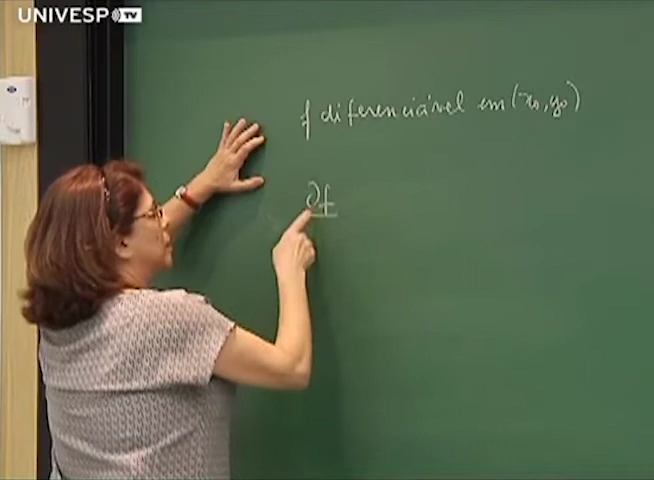 UNIVESP TV
f diferenciável em (x₀, y₀)
∂f